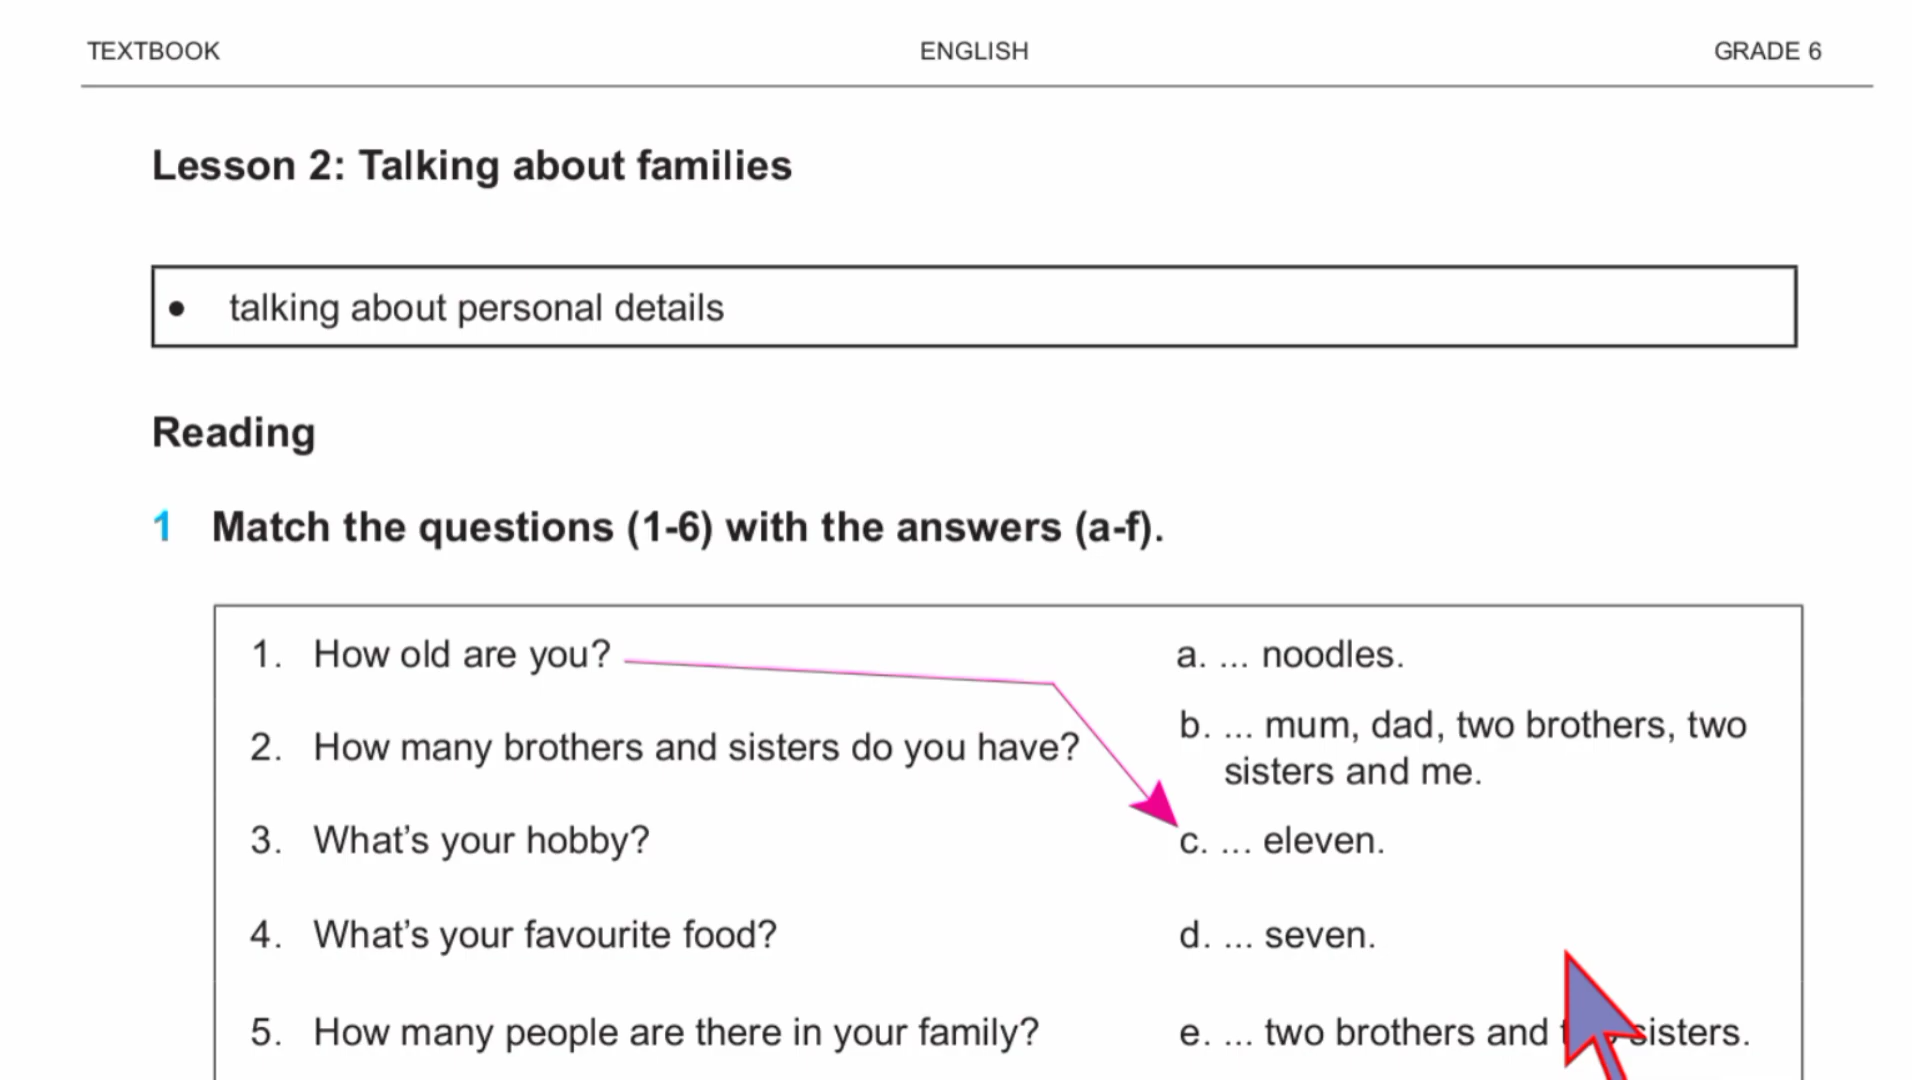 TEXTBOOK ENGLISH GRADE 6
Lesson 2: Talking about families
• talking about personal details
Reading
1 Match the questions (1-6) with the answers (a-f).
1. How old are you? a. ... noodles.
2. How many brothers and sisters do you have? b. ... mum, dad, two brothers, two
sisters and me.
3. What's your hobby? c. ... eleven.
4. What's your favourite food? d. ... seven.
5. How many people are there in your family? e. ... two brothers and sisters.